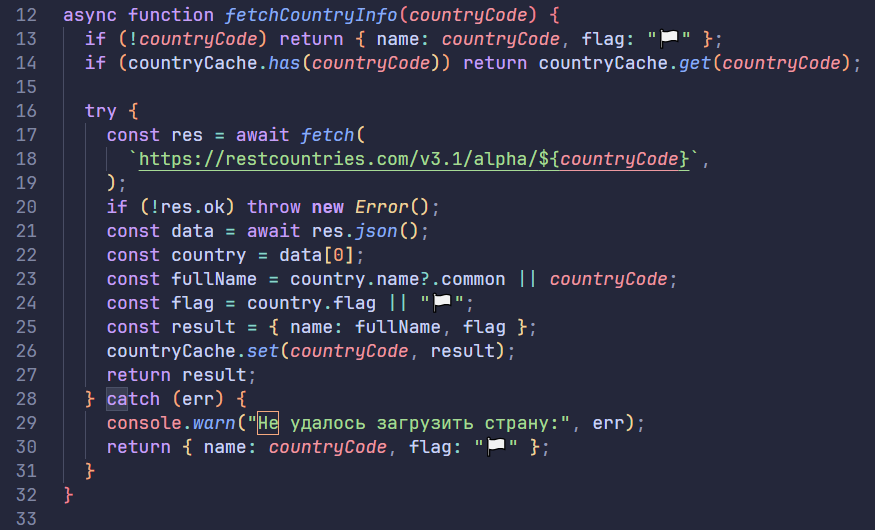 12 async function fetchCountryInfo(countryCode) {
13   if (!countryCode) return { name: countryCode, flag: "🏳️" };
14   if (countryCache.has(countryCode)) return countryCache.get(countryCode);
15
16   try {
17     const res = await fetch(
18       `https://restcountries.com/v3.1/alpha/${countryCode}`,
19     );
20     if (!res.ok) throw new Error();
21     const data = await res.json();
22     const country = data[0];
23     const fullName = country.name?.common || countryCode;
24     const flag = country.flag || "🏳️";
25     const result = { name: fullName, flag };
26     countryCache.set(countryCode, result);
27     return result;
28   } catch (err) {
29     console.warn("Не удалось загрузить страну:", err);
30     return { name: countryCode, flag: "🏳️" };
31   }
32 }
33